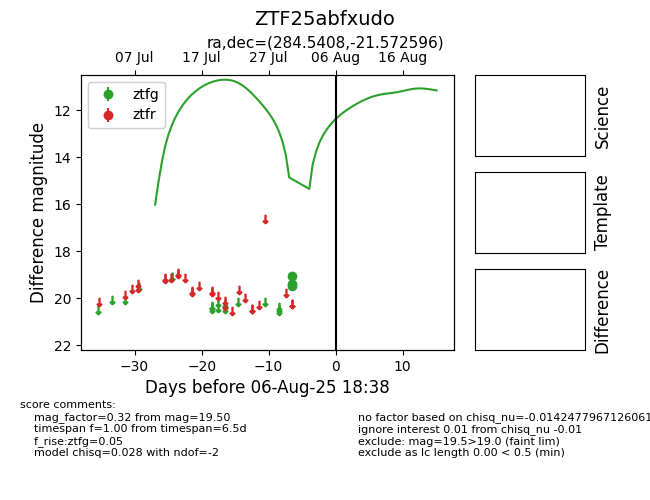 ZTF25abfxudo
ra,dec=(284.5408,-21.572596)
07 Jul 17 Jul 27 Jul 06 Aug 16 Aug
ztfg
ztfr
12
14
16
18
20
22
Difference magnitude
−30 −20 −10 0 10
Days before 06-Aug-25 18:38
Science
Template
Difference
score comments:
mag_factor=0.32 from mag=19.50
timespan f=1.00 from timespan=6.5d
f_rise:ztfg=0.05
model chisq=0.028 with ndof=-2
no factor based on chisq_nu=-0.0142477967126061
ignore interest 0.01 from chisq_nu -0.01
exclude: mag=19.5>19.0 (faint lim)
exclude as lc length 0.00 < 0.5 (min)